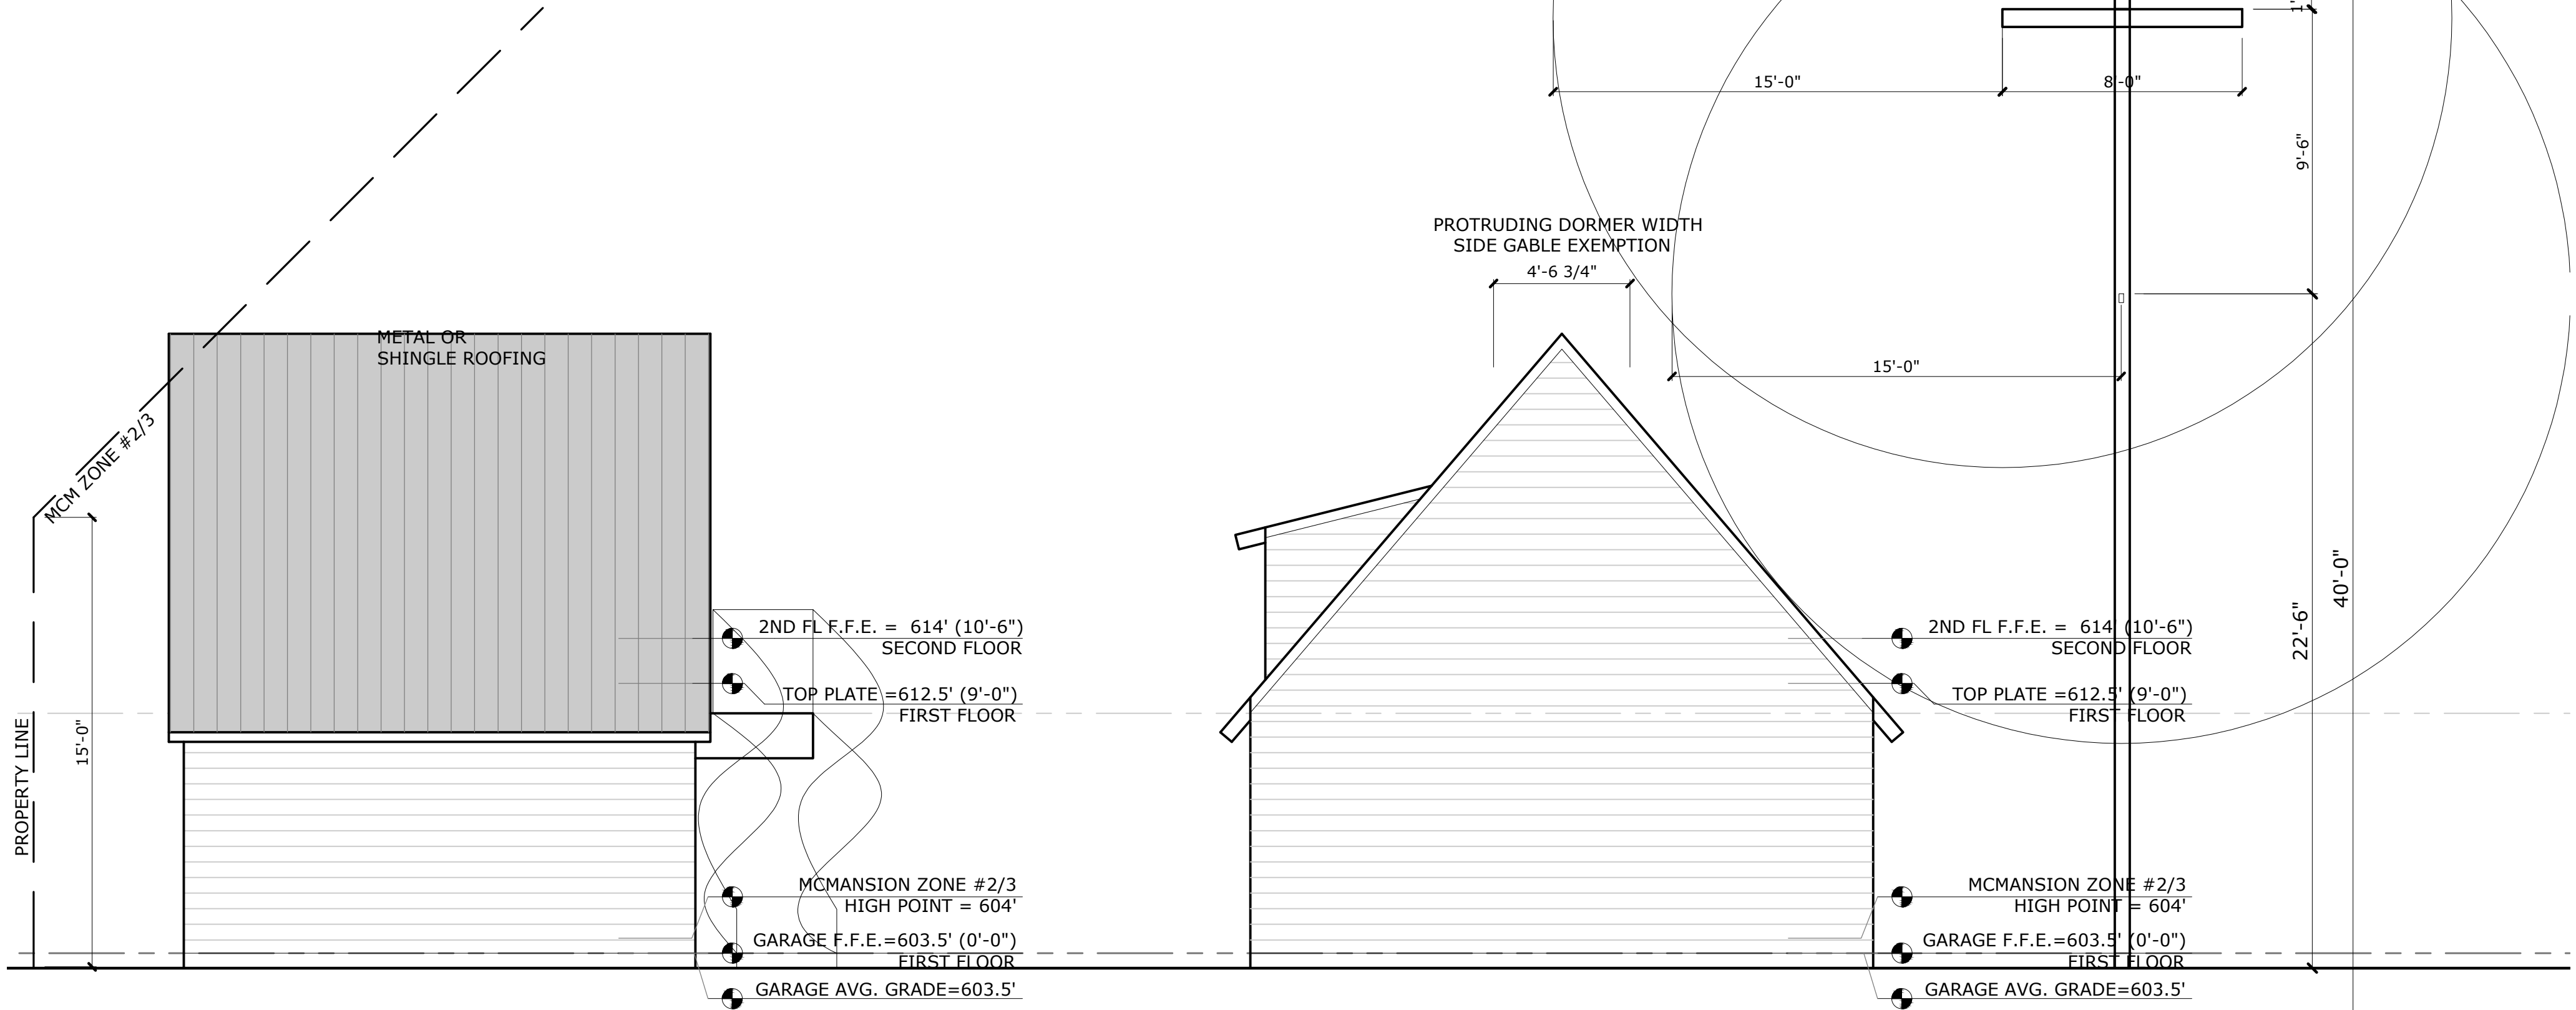 1'
15'-0"
8'-0"
9'-6"
PROTRUDING DORMER WIDTH
SIDE GABLE EXEMPTION
4'-6 3/4"
METAL OR
SHINGLE ROOFING
15'-0"
MCM ZONE #2/3
40'-0"
22'-6"
2ND FL F.F.E. =  614' (10'-6")
SECOND FLOOR
TOP PLATE =612.5' (9'-0")
FIRST FLOOR
2ND FL F.F.E. =  614' (10'-6")
SECOND FLOOR
TOP PLATE =612.5' (9'-0")
FIRST FLOOR
PROPERTY LINE
15'-0"
MCMANSION ZONE #2/3
HIGH POINT = 604'
GARAGE F.F.E.=603.5' (0'-0")
FIRST FLOOR
GARAGE AVG. GRADE=603.5'
MCMANSION ZONE #2/3
HIGH POINT = 604'
GARAGE F.F.E.=603.5' (0'-0")
FIRST FLOOR
GARAGE AVG. GRADE=603.5'